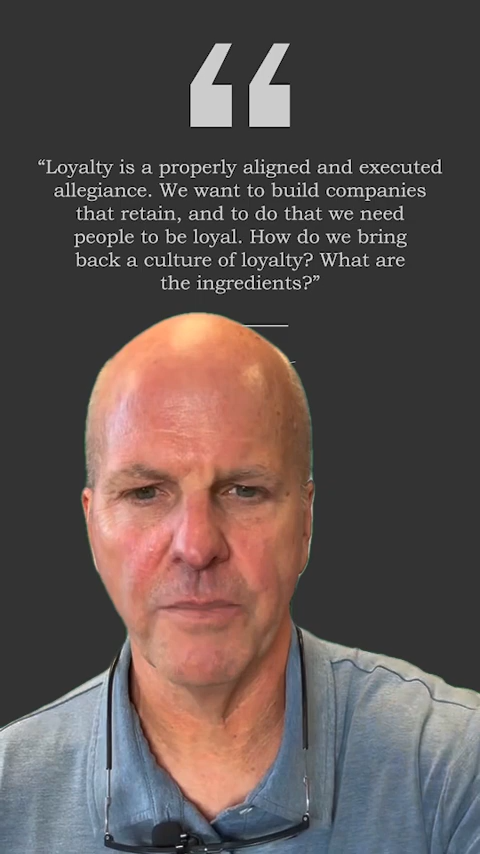 “Loyalty is a properly aligned and executed
allegiance. We want to build companies
that retain, and to do that we need
people to be loyal. How do we bring
back a culture of loyalty? What are
the ingredients?”